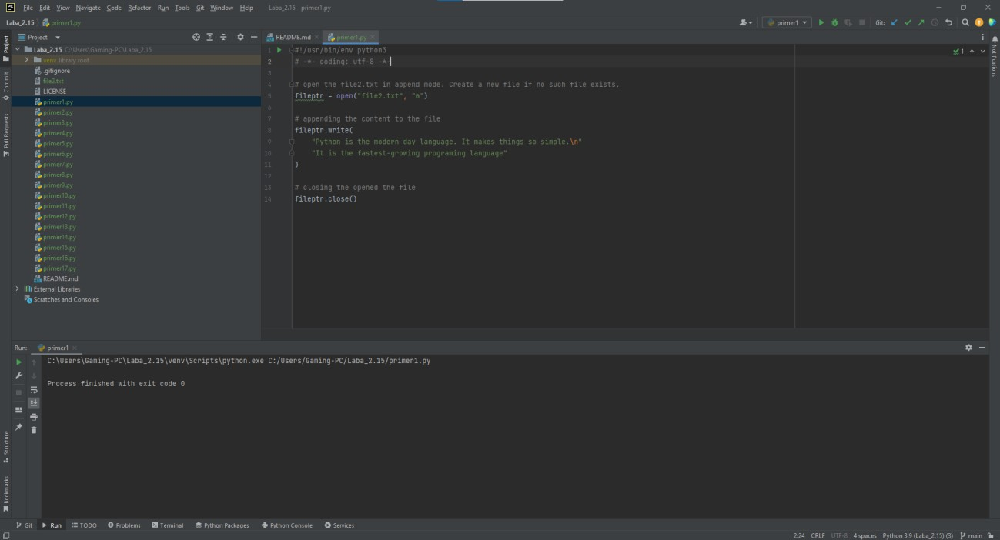 PC File Edit View Navigate Code Refactor Run Tools Git Window Help Laba_2.15 - primer1.py
Laba_2.15 primer1.py primer1 Git:
Project
README.md primer1.py
Laba_2.15 C:\Users\Gaming-PC\Laba_2.15
venv library root
.gitignore
file2.txt
LICENSE
primer1.py
primer2.py
primer3.py
primer4.py
primer5.py
primer6.py
primer7.py
primer8.py
primer9.py
primer10.py
primer11.py
primer12.py
primer13.py
primer14.py
primer15.py
primer16.py
primer17.py
README.md
External Libraries
Scratches and Consoles
Project
Commit
Pull Requests
1 #!/usr/bin/env python3
2 # -*- coding: utf-8 -*-
3
4 # open the file2.txt in append mode. Create a new file if no such file exists.
5 fileptr = open("file2.txt", "a")
6
7 # appending the content to the file
8 fileptr.write(
9 "Python is the modern day language. It makes things so simple.\n"
10 "It is the fastest-growing programing language"
11 )
12
13 # closing the opened the file
14 fileptr.close()
1
Notifications
Run: primer1
C:\Users\Gaming-PC\Laba_2.15\venv\Scripts\python.exe C:/Users/Gaming-PC/Laba_2.15/primer1.py
Process finished with exit code 0
Structure
Bookmarks
Git Run TODO Problems Terminal Python Packages Python Console Services
2:24 CRLF UTF-8 4 spaces Python 3.9 (Laba_2.15) (3) main